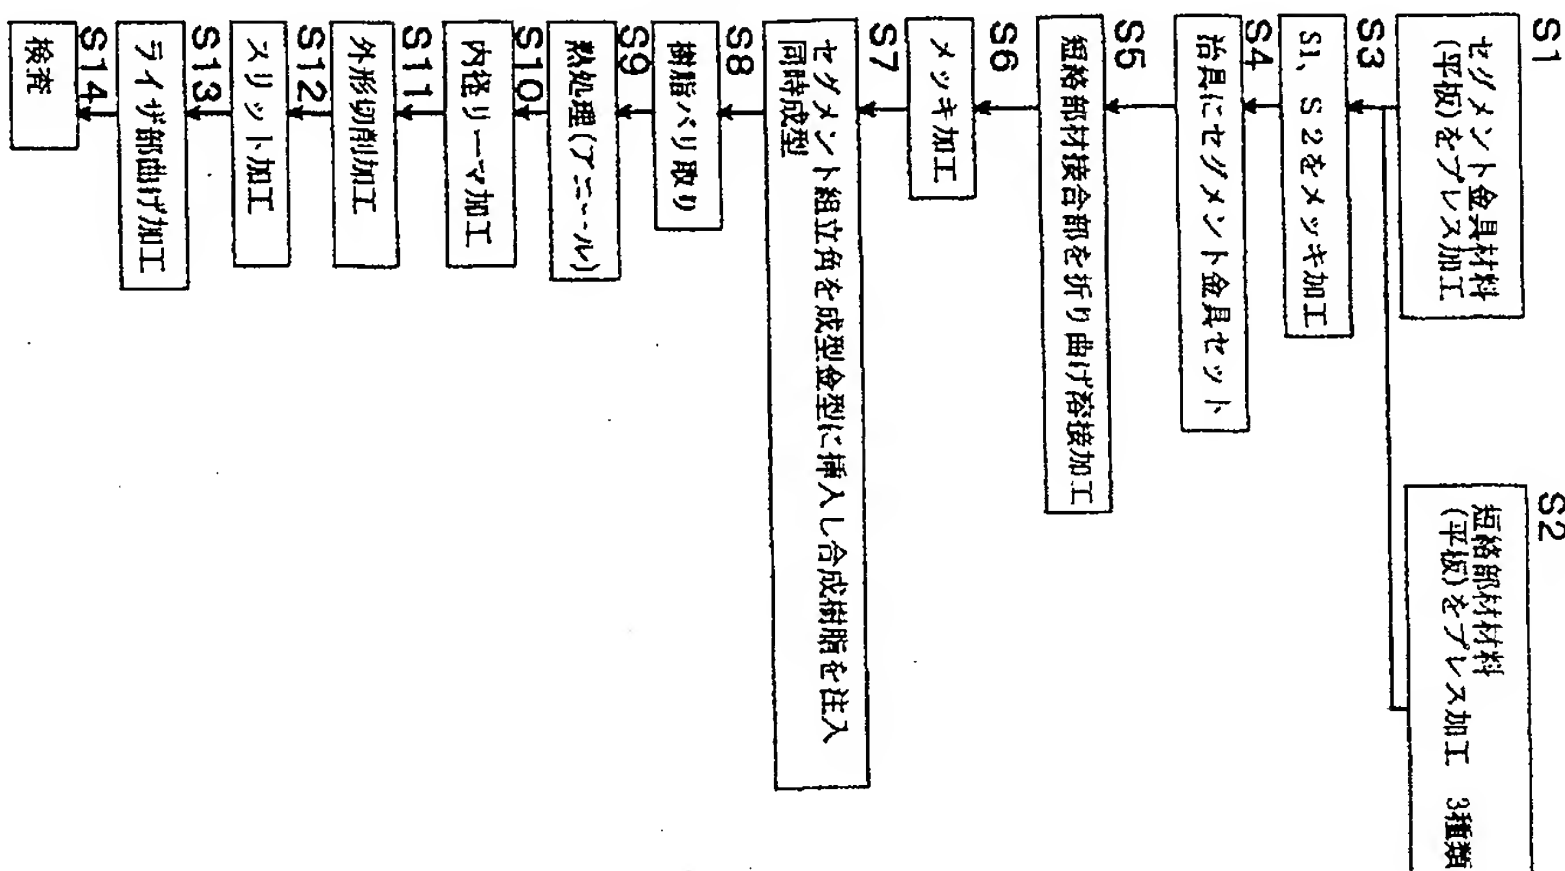 S1
セグメント金具材料
(平板)をプレス加工
S2
短絡部材材料
(平板)をプレス加工 3種類
S3
S1、S2をメッキ加工
S4
治具にセグメント金具セット
S5
短絡部材接合部を折り曲げ溶接加工
S6
メッキ加工
S7
セグメント組立角を成型金型に挿入し合成樹脂を注入
同時成型
S8
樹脂バリ取り
S9
熱処理(アニール)
S10
内径リーマ加工
S11
外形切削加工
S12
スリット加工
S13
ライザ部曲げ加工
S14
検査